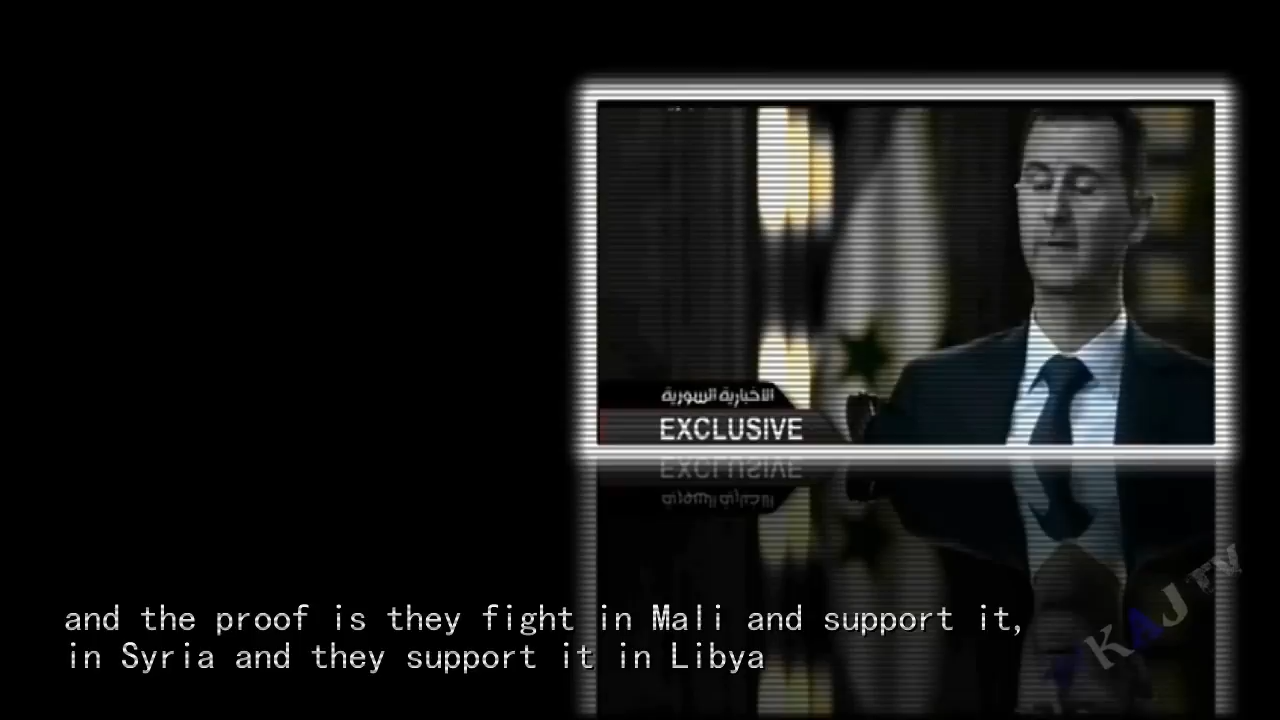 الاخبارية السورية
EXCLUSIVE
and the proof is they fight in Mali and support it,
in Syria and they support it in Libya
KAJ TV